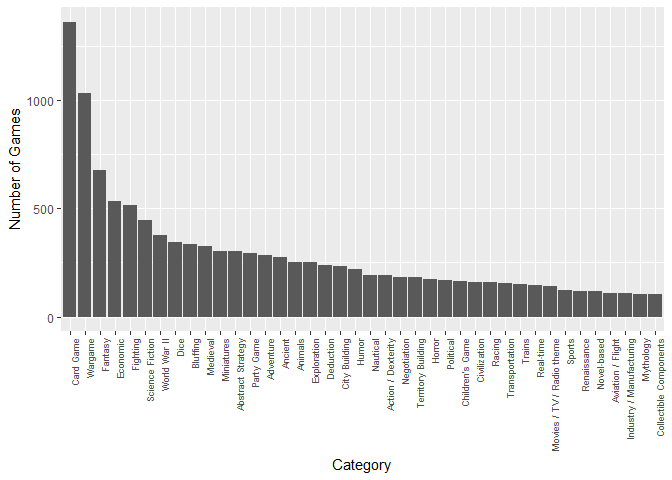 Number of Games
1000
500
0
Card Game
Wargame
Fantasy
Economic
Fighting
Science Fiction
World War II
Dice
Bluffing
Medieval
Miniatures
Abstract Strategy
Party Game
Adventure
Ancient
Animals
Exploration
Deduction
City Building
Humor
Nautical
Action / Dexterity
Negotiation
Territory Building
Horror
Political
Children's Game
Civilization
Racing
Transportation
Trains
Real-time
Movies / TV / Radio theme
Sports
Renaissance
Novel-based
Aviation / Flight
Industry / Manufacturing
Mythology
Collectible Components
Category